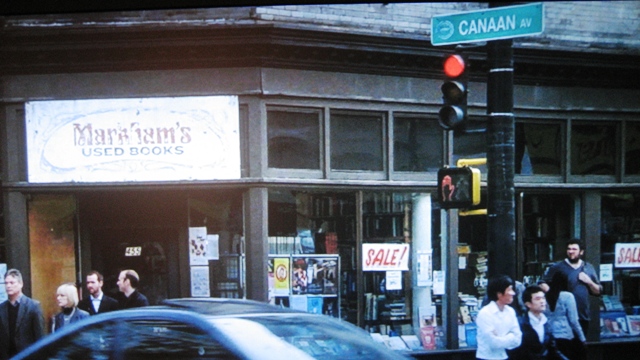 CANAAN AV
Markham's
USED BOOKS
455
SALE!
SALE